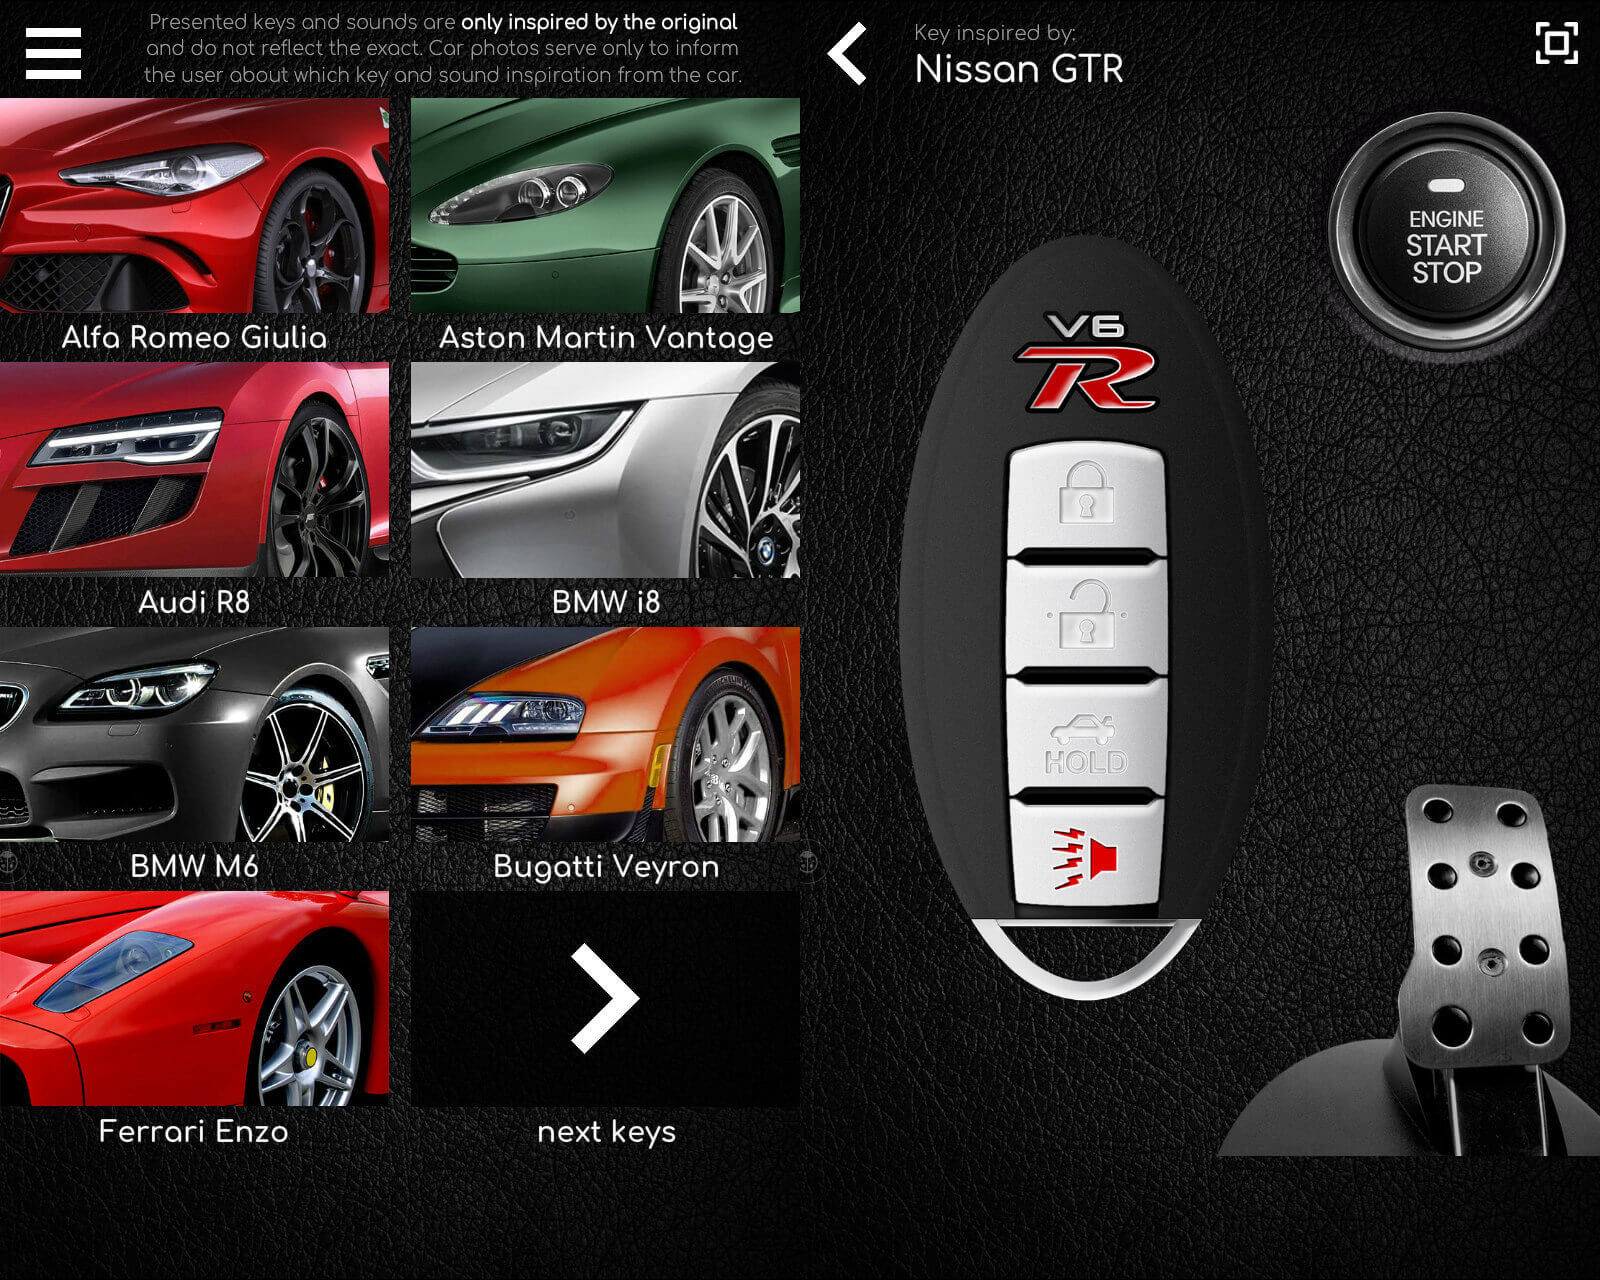 Presented keys and sounds are only inspired by the original
and do not reflect the exact. Car photos serve only to inform
the user about which key and sound inspiration from the car.
Alfa Romeo Giulia
Aston Martin Vantage
Audi R8
BMW i8
BMW M6
Bugatti Veyron
Ferrari Enzo
next keys
Key inspired by:
Nissan GTR
ENGINE
START
STOP
V6
R
HOLD